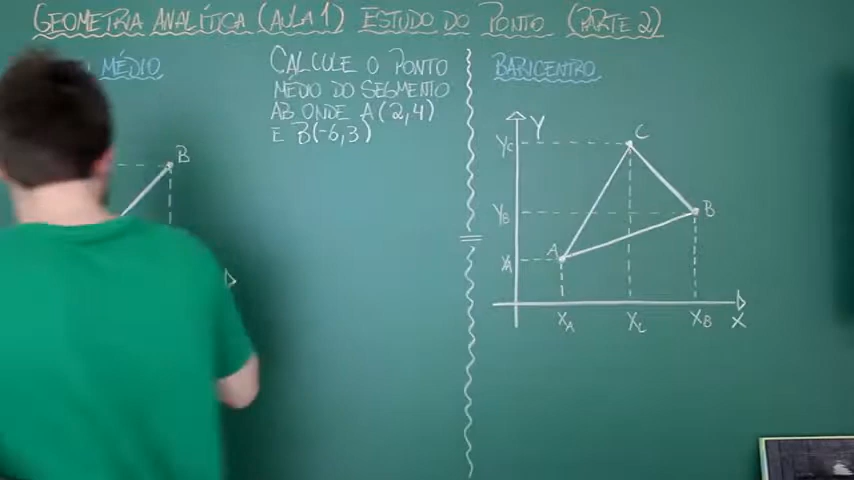 GEOMETRIA ANALÍTICA (AULA 1) ESTUDO DO PONTO (PARTE 2)
MÉDIO
B
CALCULE O PONTO
MÉDIO DO SEGMENTO
AB ONDE A(2,4)
E B(-6,3)
BARICENTRO
Y
C
YC
YB
B
A
YA
XA
XC
XB
X